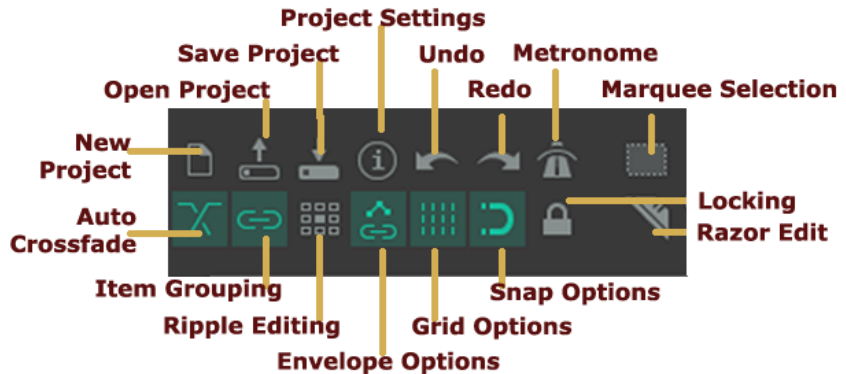 Project Settings
Save Project
Undo
Metronome
Open Project
Redo
Marquee Selection
New
Project
Auto
Crossfade
Locking
Razor Edit
Item Grouping
Snap Options
Ripple Editing
Grid Options
Envelope Options